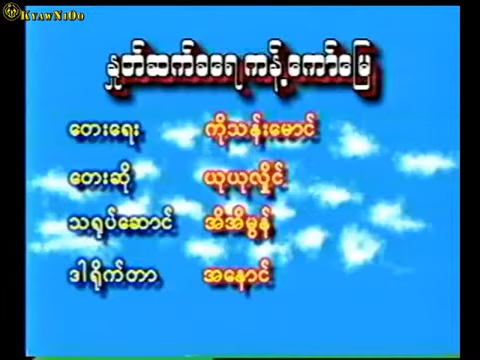 KyawNiOo
နှုတ်ဆက်ခရေကန့်ကော်မြေ
တေးရေး ကိုသန်းမောင်
တေးဆို ယုယုလှိုင်
သရုပ်ဆောင် အိအိမွန်
ဒါရိုက်တာ အနောင်